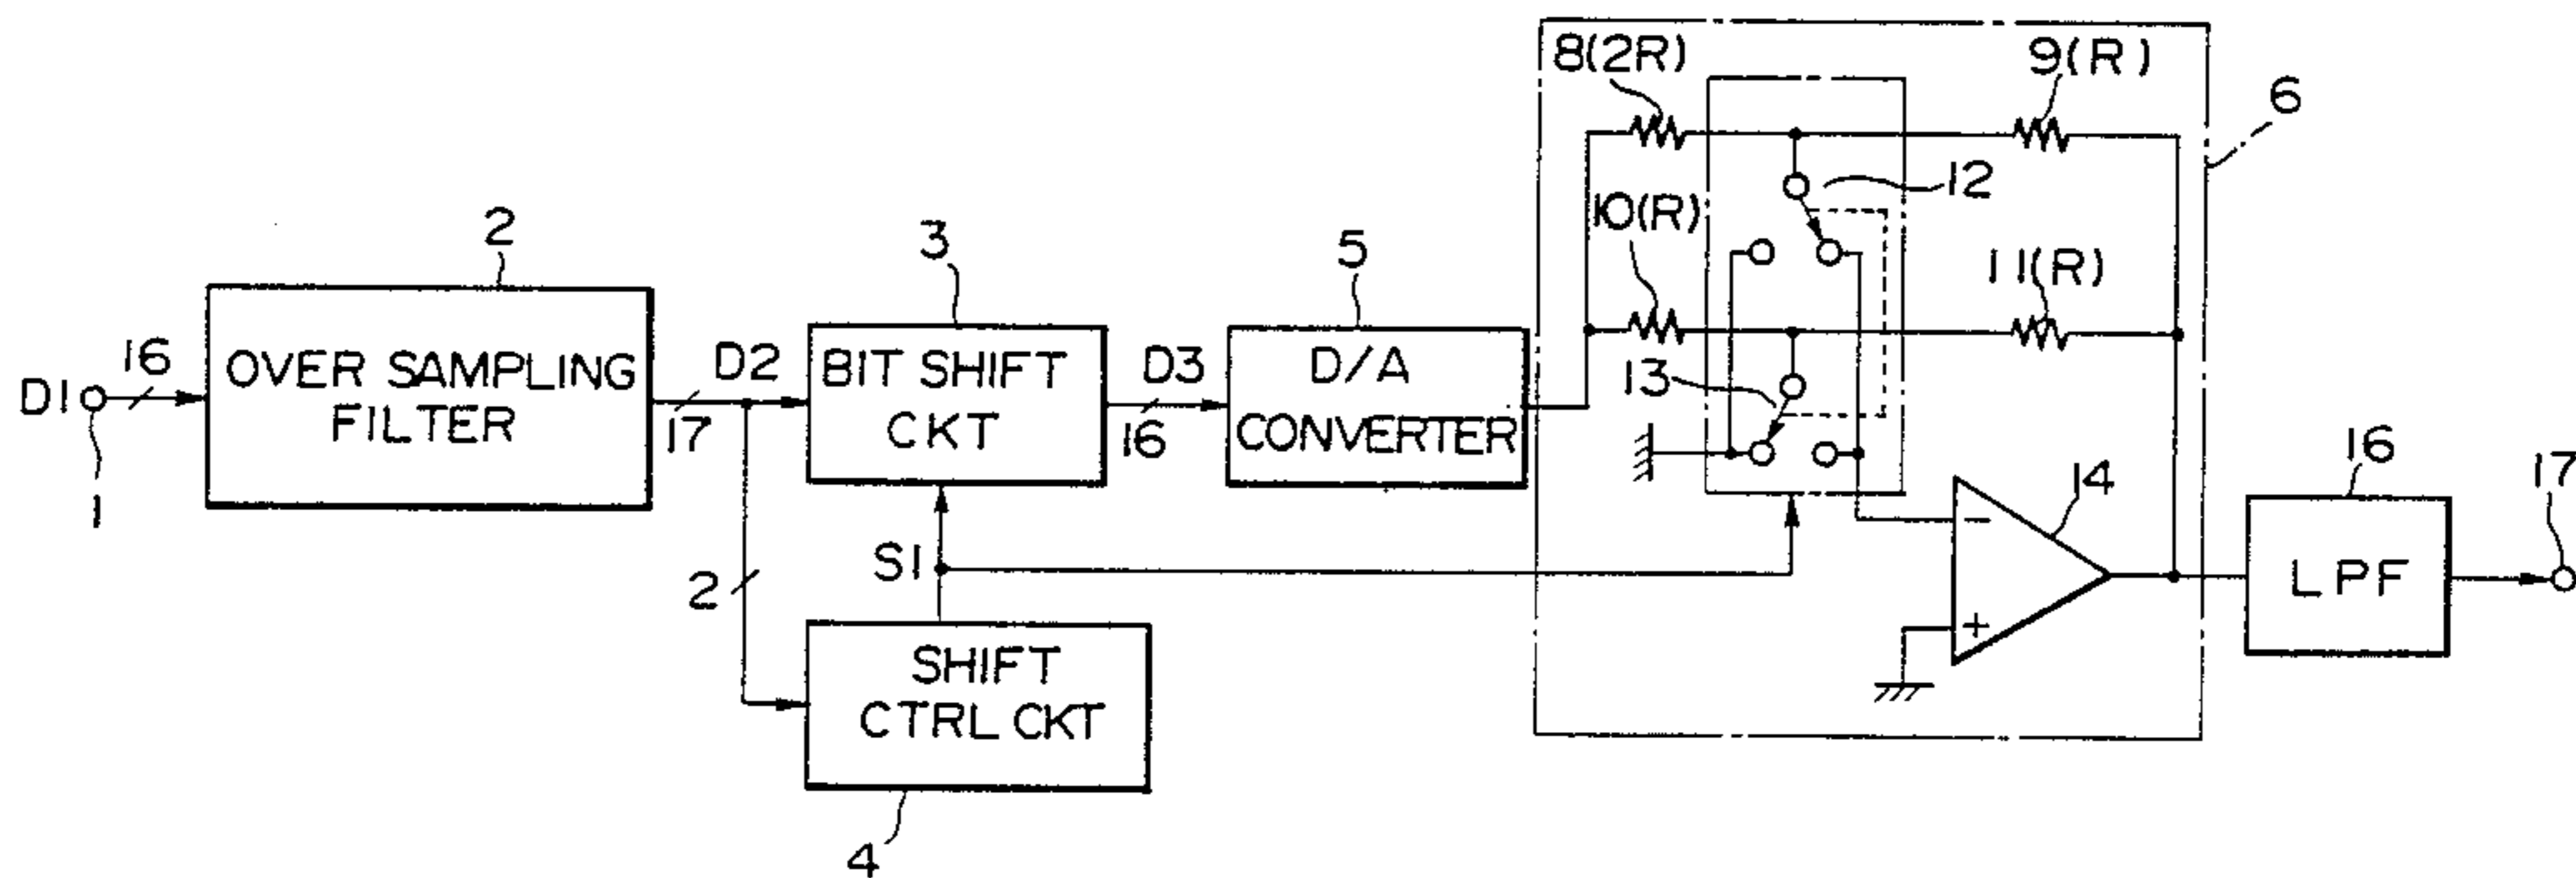 8(2R)
9(R)
6
12
2
10(R)
3
5
11(R)
16
OVER SAMPLING
FILTER
D2
17
BIT SHIFT
CKT
D3
16
D/A
CONVERTER
13
D1
1
14
-
+
16
LPF
17
S1
2
SHIFT
CTRL CKT
4